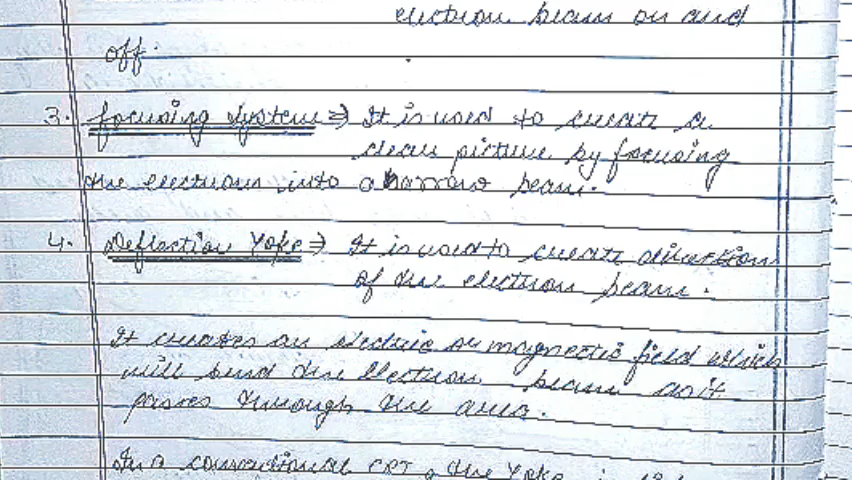 electron beam on and
off.
3. focusing system ⇒ It is used to create a
clear picture by focusing
the electrons into a narrow beam.
4. Deflection Yoke ⇒ It is used to create direction
of the electron beam.
It creates an electric or magnetic field which
will bend the electron beam as it
passes through the area.
In a conventional CRT, the Yoke is